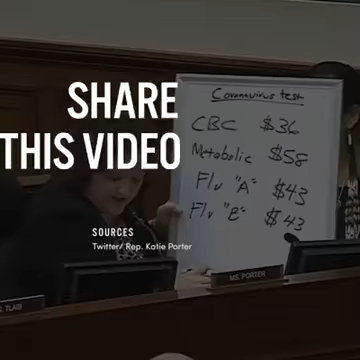 SHARE
THIS VIDEO
SOURCES
Twitter/ Rep. Katie Porter
Coronavirus test
CBC $36
Metabolic $58
Flu "A" $43
Flu "B" $43
MS. PORTER
S. TLAIB